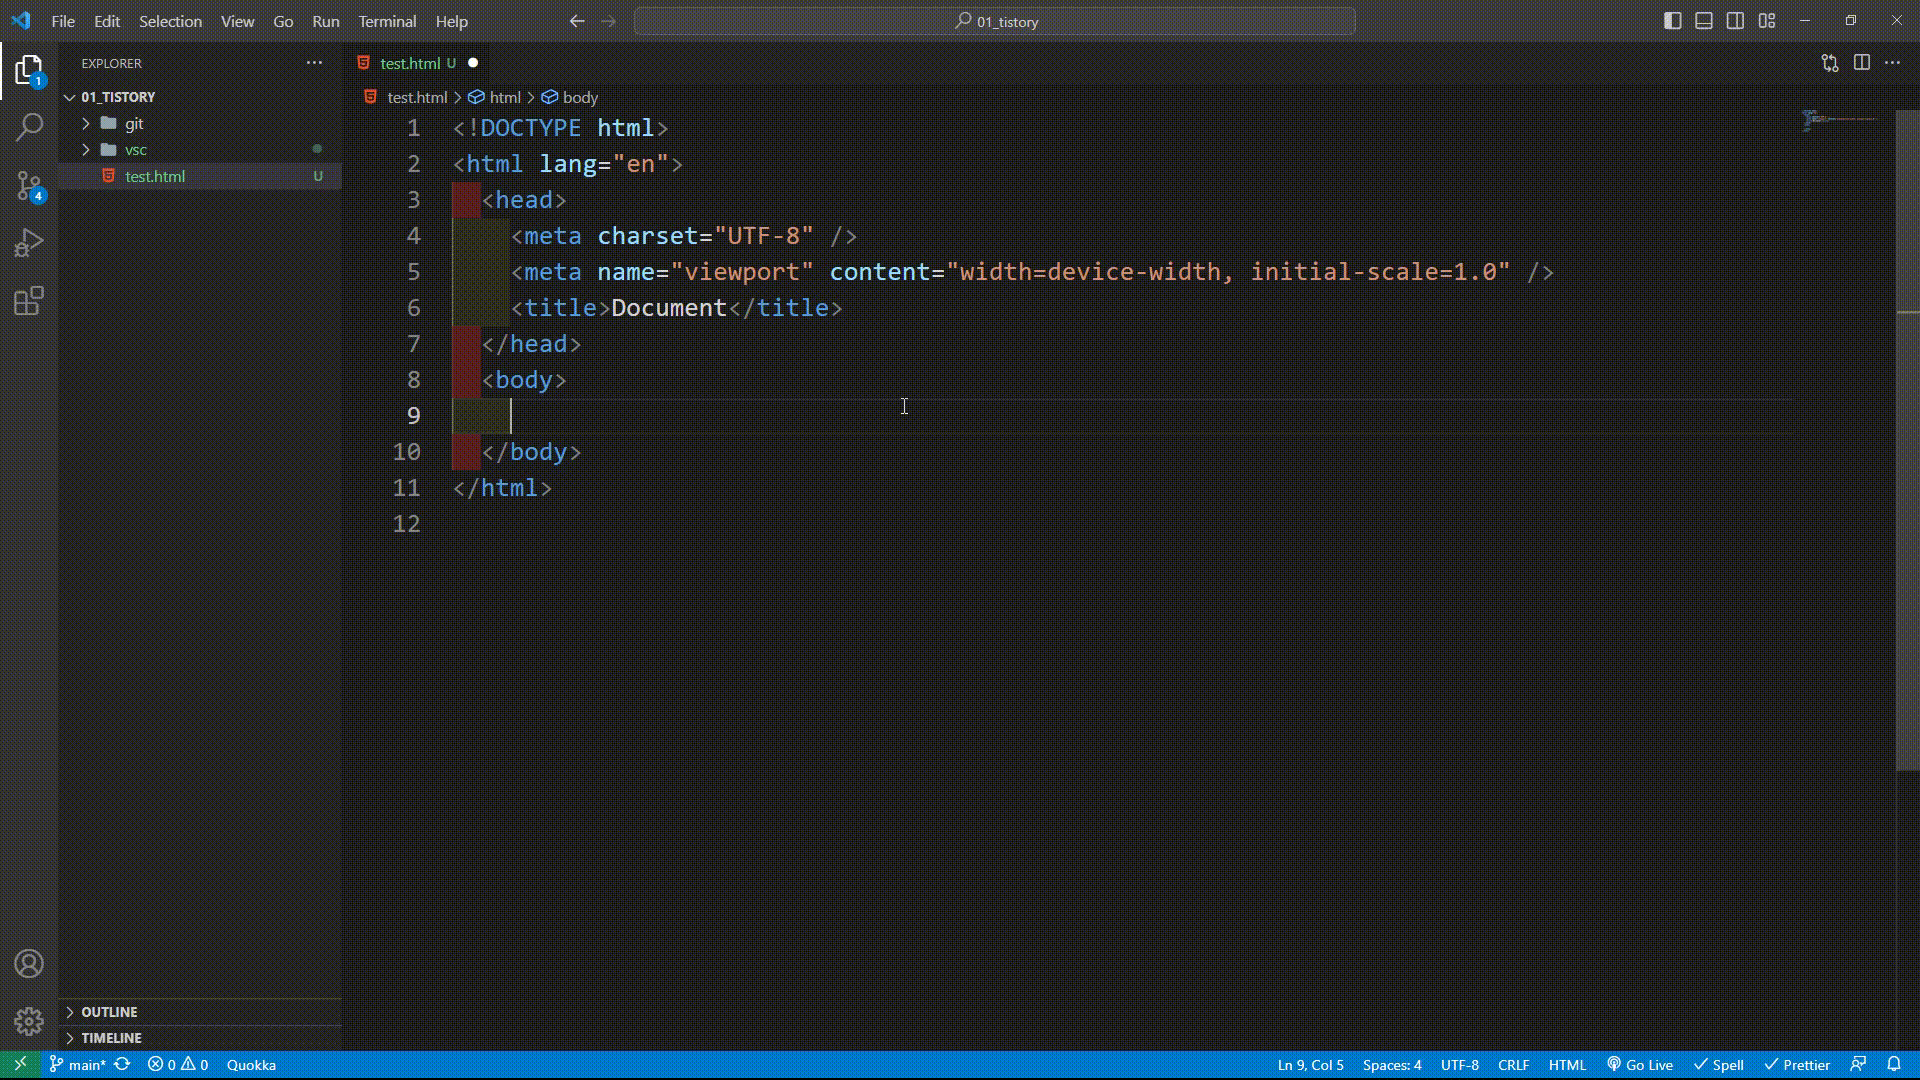 File Edit Selection View Go Run Terminal Help
01_tistory
EXPLORER
01_TISTORY
git
vsc
test.html U
test.html U
test.html > html > body
1 <!DOCTYPE html>
2 <html lang="en">
3 <head>
4 <meta charset="UTF-8" />
5 <meta name="viewport" content="width=device-width, initial-scale=1.0" />
6 <title>Document</title>
7 </head>
8 <body>
9
10 </body>
11 </html>
12
1
4
OUTLINE
TIMELINE
main* 0 0 Quokka
Ln 9, Col 5 Spaces: 4 UTF-8 CRLF HTML Go Live Spell Prettier